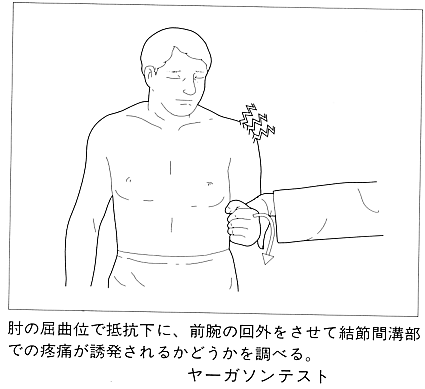 肘の屈曲位で抵抗下に、前腕の回外をさせて結節間溝部
での疼痛が誘発されるかどうかを調べる。
ヤーガソンテスト